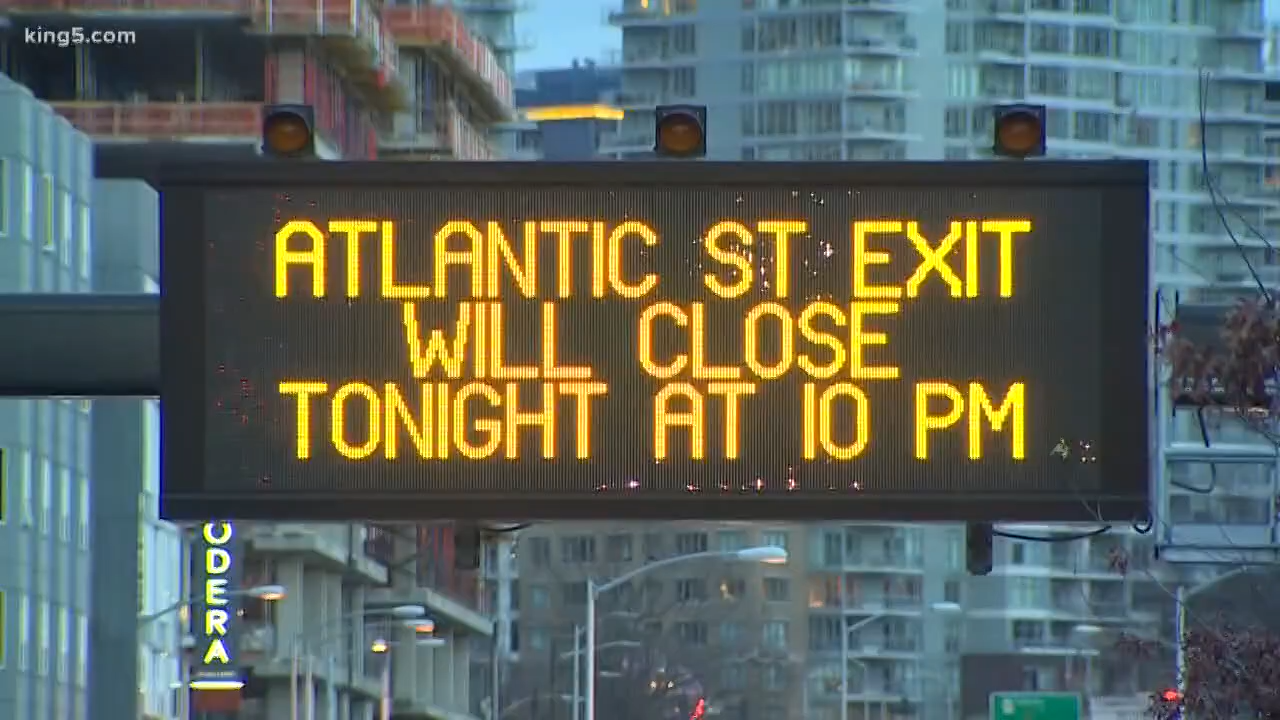 king5.com
ATLANTIC ST EXIT
WILL CLOSE
TONIGHT AT 10 PM
ODERA